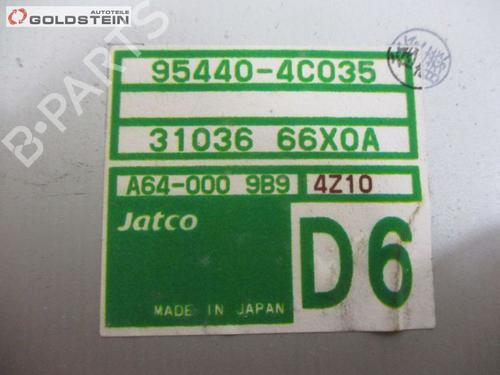 AUTOTEILE
GOLDSTEIN
B-PARTS
95440-4C035
31036 66X0A
A64-000 9B9 4Z10
Jatco
D6
MADE IN JAPAN